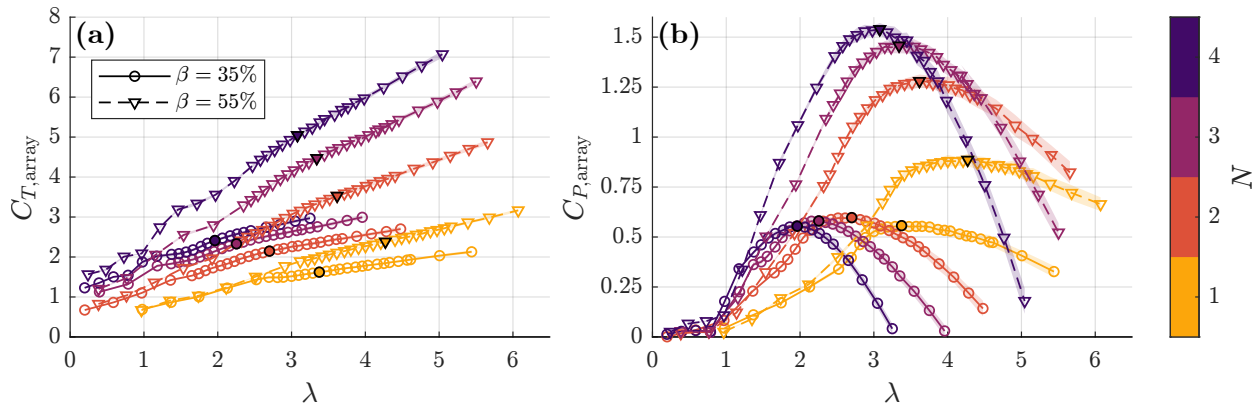 (a)
8
7
6
5
4
3
2
1
0
0 1 2 3 4 5 6
C_{T,array}
λ
β = 35%
β = 55%
(b)
1.5
1.25
1
0.75
0.5
0.25
0
0 1 2 3 4 5 6
C_{P,array}
λ
4
3
2
1
N